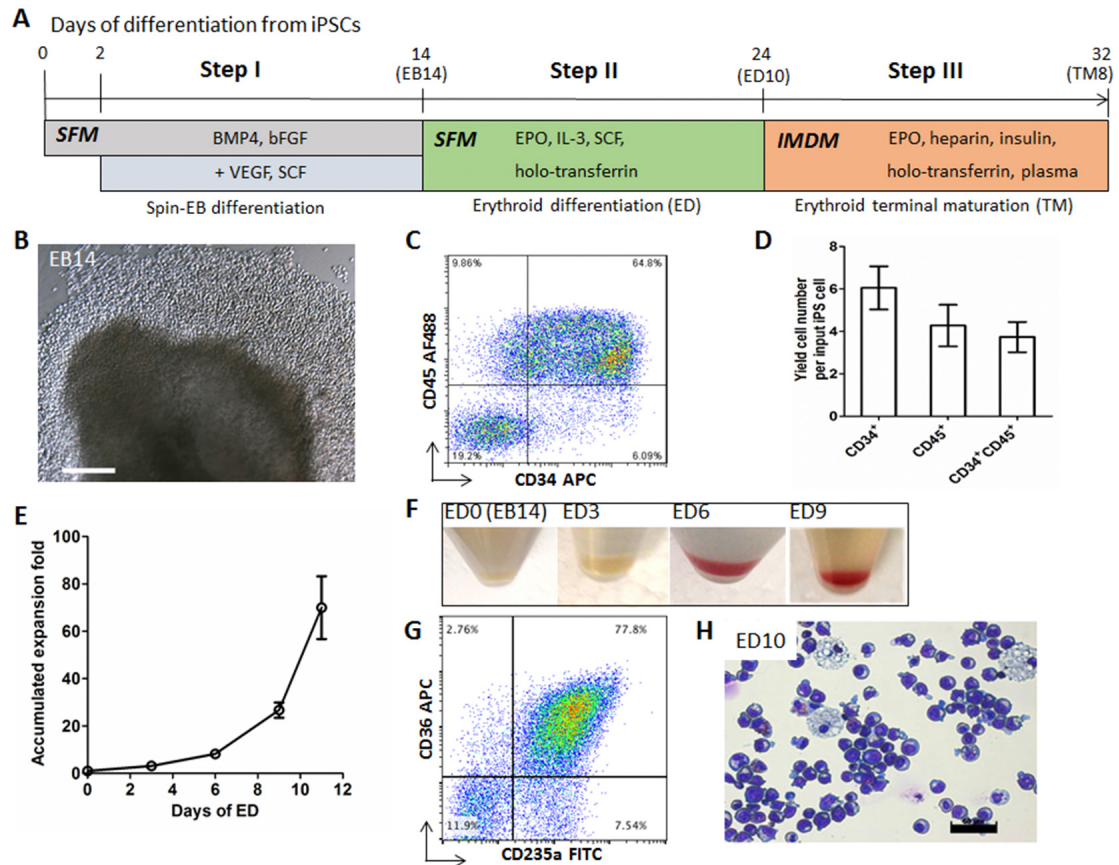 A
Days of differentiation from iPSCs
0 2 14 24 32
(EB14) (ED10) (TM8)
Step I Step II Step III
SFM BMP4, bFGF
+ VEGF, SCF
SFM EPO, IL-3, SCF,
holo-transferrin
IMDM EPO, heparin, insulin,
holo-transferrin, plasma
Spin-EB differentiation
Erythroid differentiation (ED)
Erythroid terminal maturation (TM)
B
EB14
C
9.86% 64.8%
19.2% 6.09%
CD45 AF488
CD34 APC
D
Yield cell number
per input iPS cell
8
6
4
2
0
CD34+
CD45+
CD34+CD45+
E
Accumulated expansion fold
100
80
60
40
20
0
0 2 4 6 8 10 12
Days of ED
F
ED0 (EB14) ED3 ED6 ED9
G
2.76% 77.8%
11.9% 7.54%
CD36 APC
CD235a FITC
H
ED10